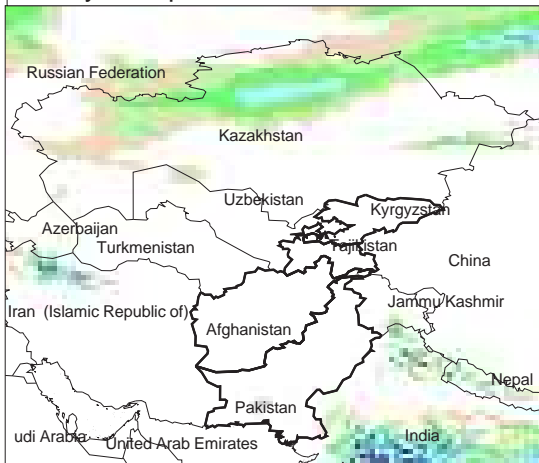 Russian Federation
Kazakhstan
Uzbekistan
Kyrgyzstan
Azerbaijan
Turkmenistan
Tajikistan
China
Iran (Islamic Republic of)
Jammu/Kashmir
Afghanistan
Nepal
Pakistan
udi Arabia
United Arab Emirates
India